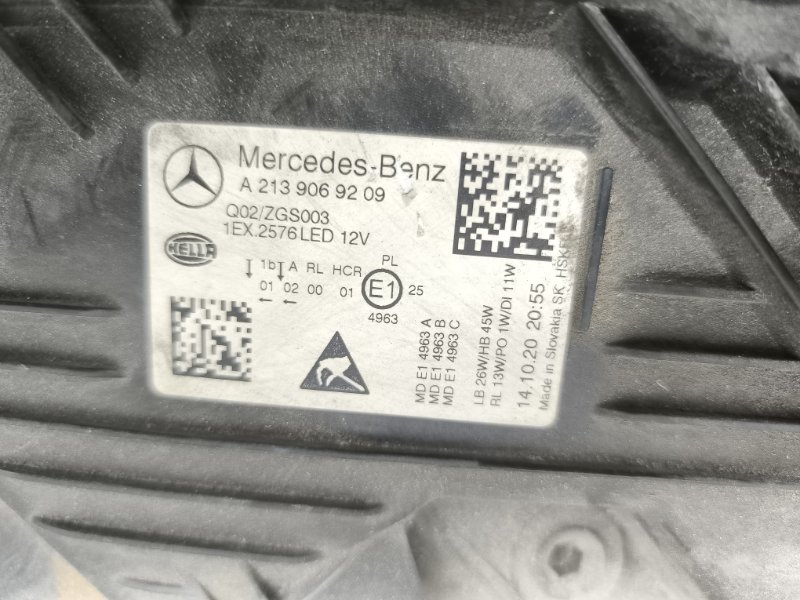 Mercedes-Benz
A 213 906 92 09
Q02/ZGS003
1EX.2576 LED 12V
HELLA
PL
1b A RL HCR
01 02 00 01 E1 25
4963
MD E1 4963 A
MD E1 4963 B
MD E1 4963 C
LB 26W/HB 45W
RL 13W/PO 1W/DI 11W
14.10.20 20:55
Made in Slovakia SK